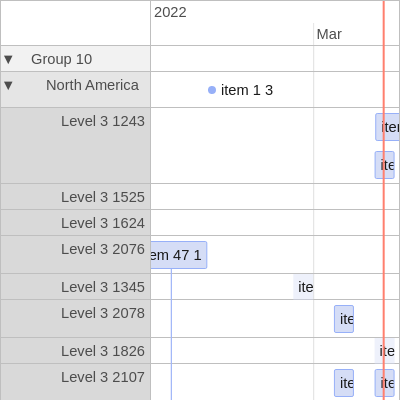 2022
Mar
▼ Group 10
▼ North America
item 1 3
Level 3 1243
ite
Level 3 1525
Level 3 1624
Level 3 2076
em 47 1
Level 3 1345
ite
Level 3 2078
ite
Level 3 1826
ite
Level 3 2107
ite
ite